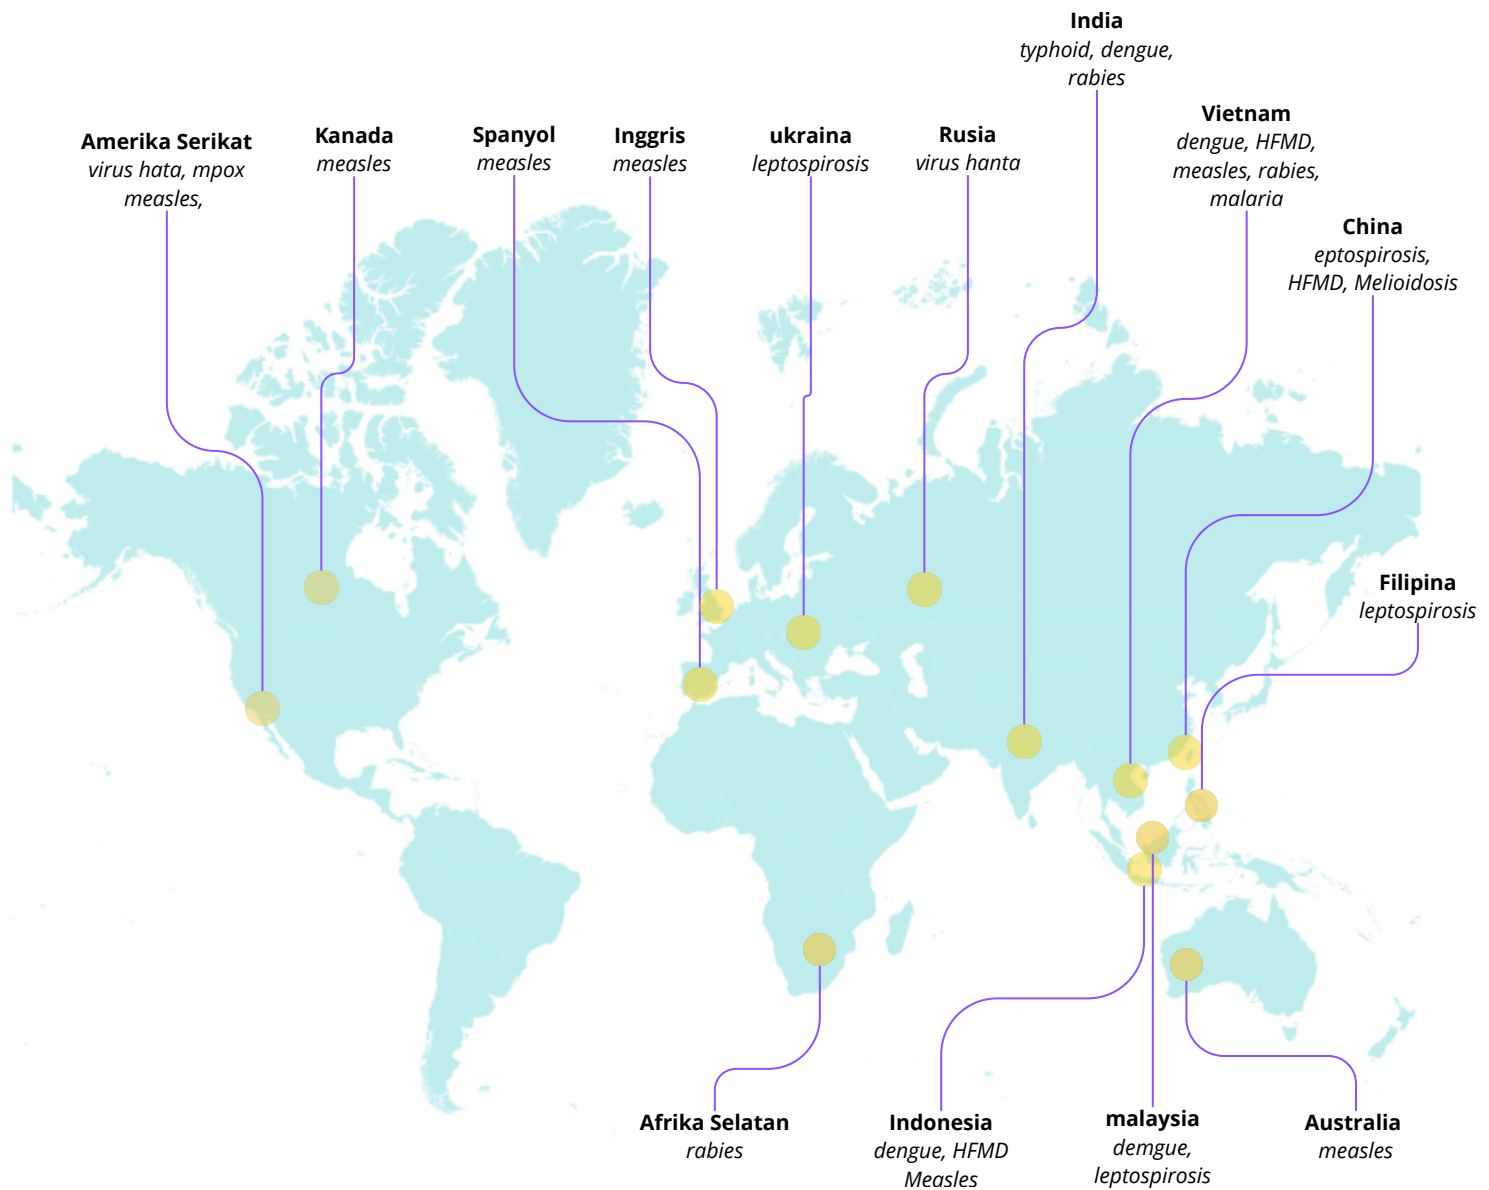 India
typhoid, dengue,
rabies
Vietnam
dengue, HFMD,
measles, rabies,
malaria
Amerika Serikat
virus hata, mpox
measles,
Kanada
measles
Spanyol
measles
Inggris
measles
ukraina
leptospirosis
Rusia
virus hanta
China
eptospirosis,
HFMD, Melioidosis
Filipina
leptospirosis
Afrika Selatan
rabies
Indonesia
dengue, HFMD
Measles
malaysia
demgue,
leptospirosis
Australia
measles